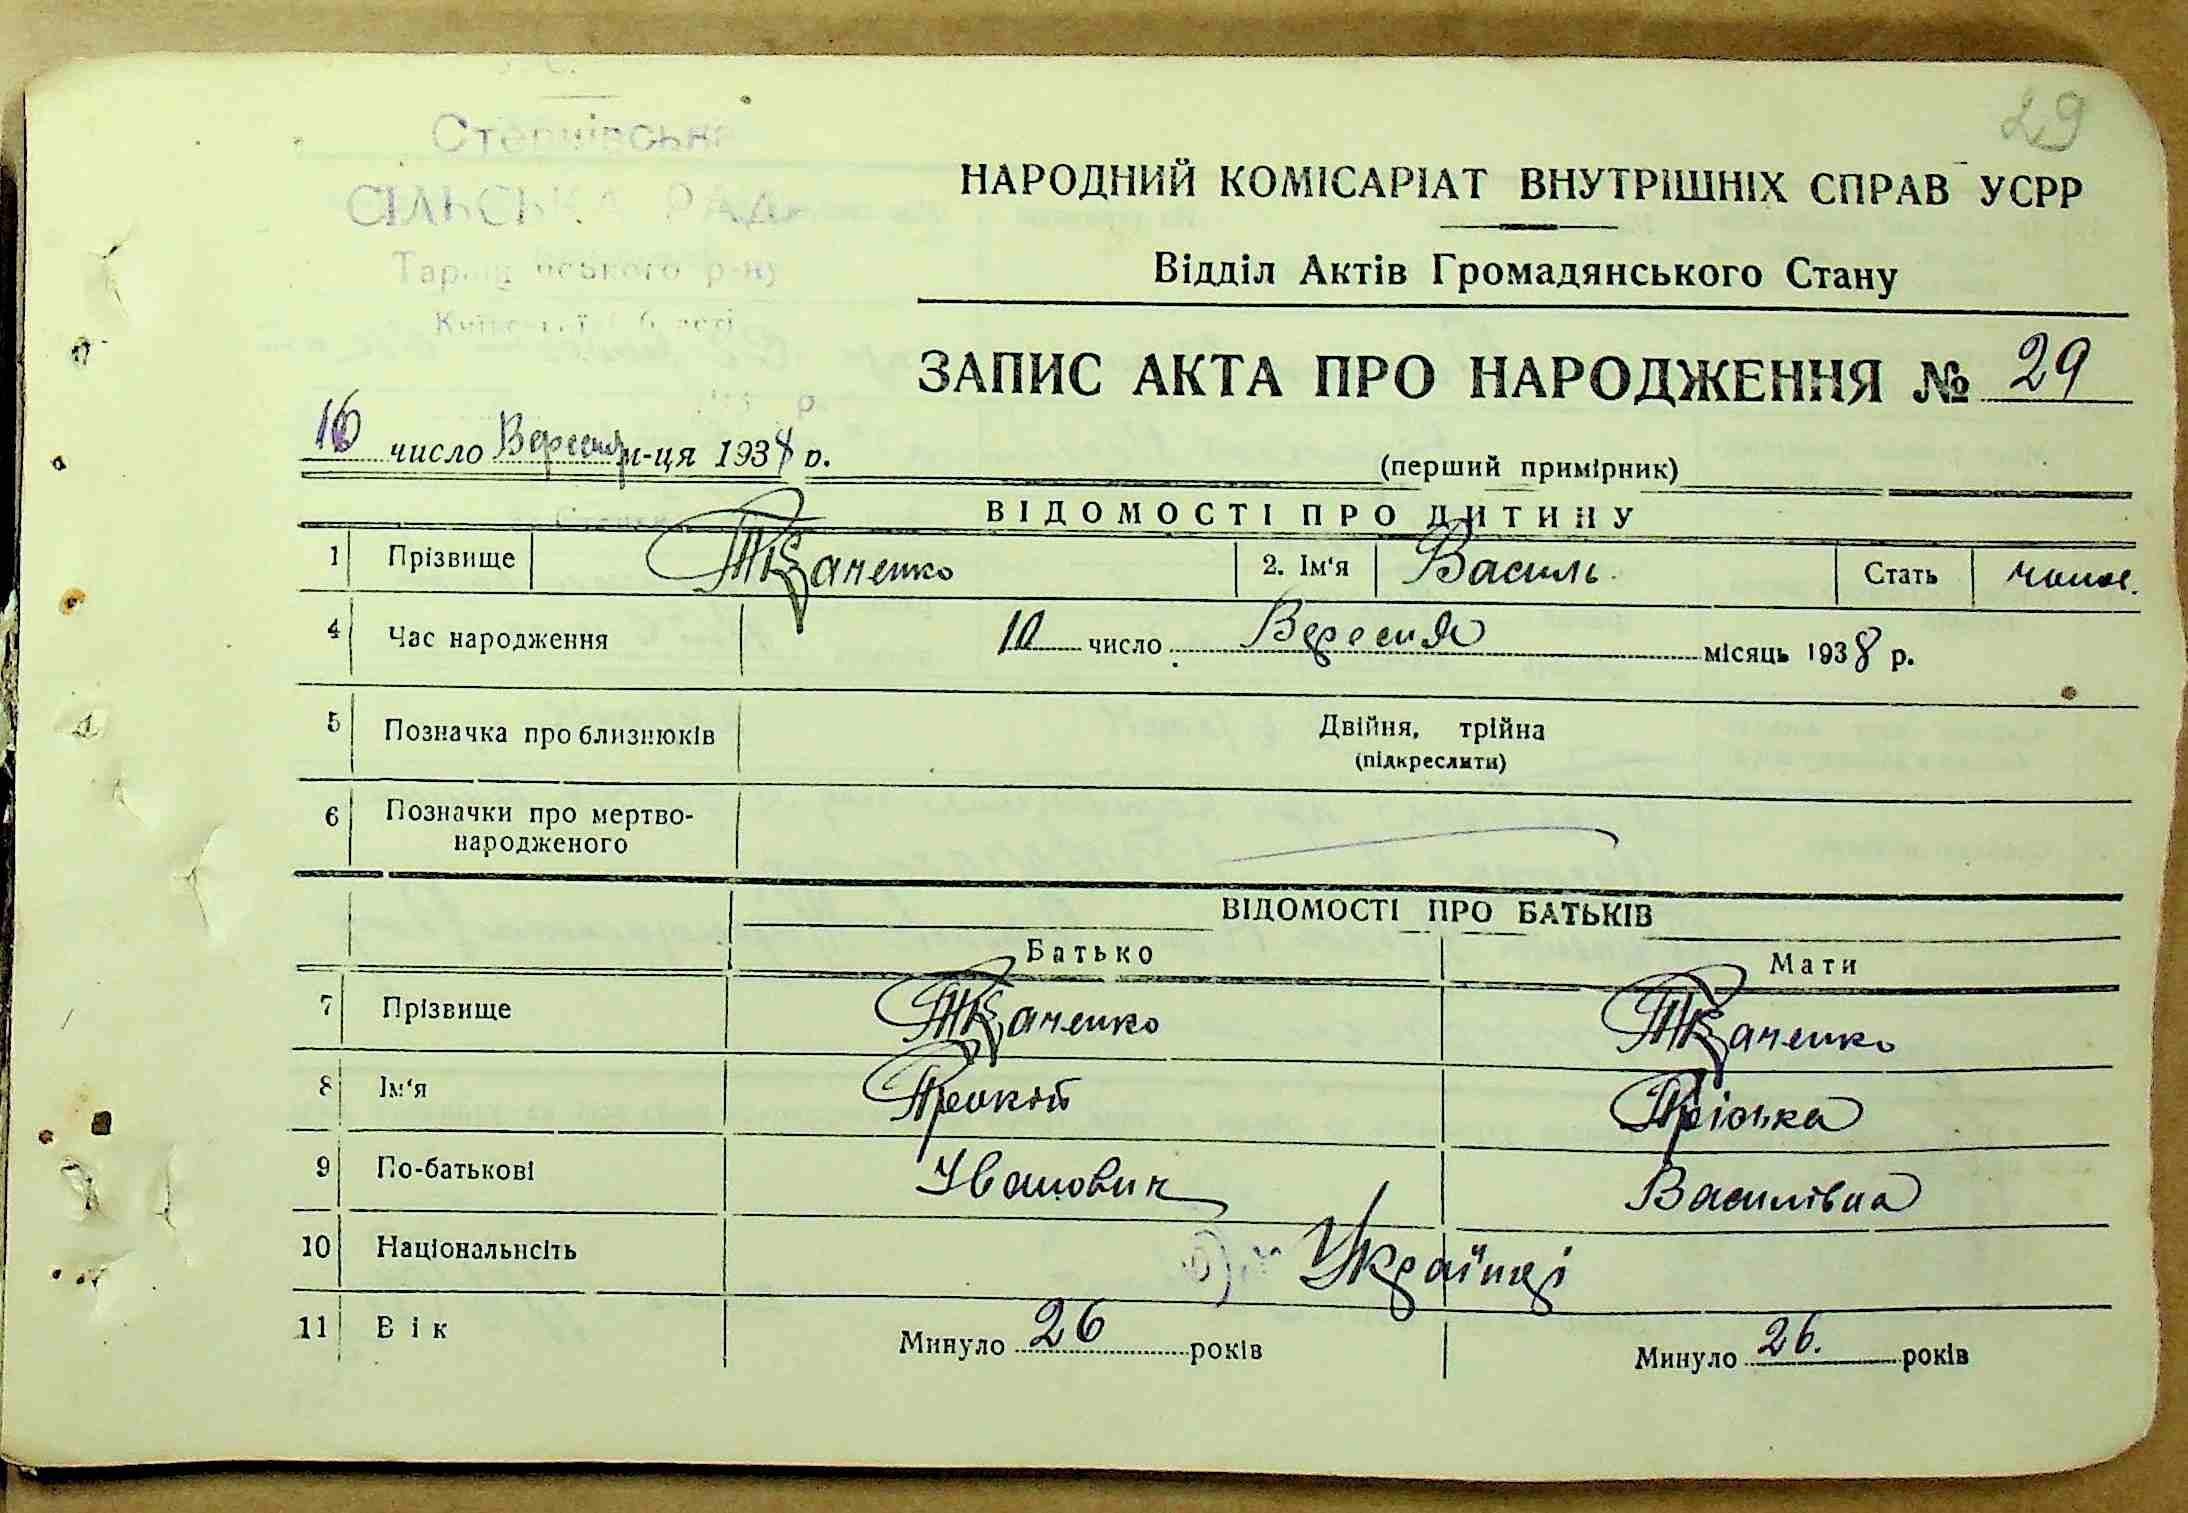 29
СІЛЬСЬКА РАДА
р-ну
НАРОДНИЙ КОМІСАРІАТ ВНУТРІШНІХ СПРАВ УСРР
Відділ Актів Громадянського Стану
ЗАПИС АКТА ПРО НАРОДЖЕННЯ № 29
16 число Вересня м-ця 1938 р.
(перший примірник)
ВІДОМОСТІ ПРО ДИТИНУ
1 Прізвище Ткаченко 2. Ім'я Василь Стать чолов.
4 Час народження 10 число Вересня місяць 1938 р.
5 Позначка про близнюків Двійня, трійна
(підкреслити)
6 Позначки про мертво-
народженого
ВІДОМОСТІ ПРО БАТЬКІВ
Батько Мати
7 Прізвище Ткаченко Ткаченко
8 Ім'я Пріська
9 По-батькові Іванович Василівна
10 Національнсіть Українці
11 Вік Минуло 26 років Минуло 26. років